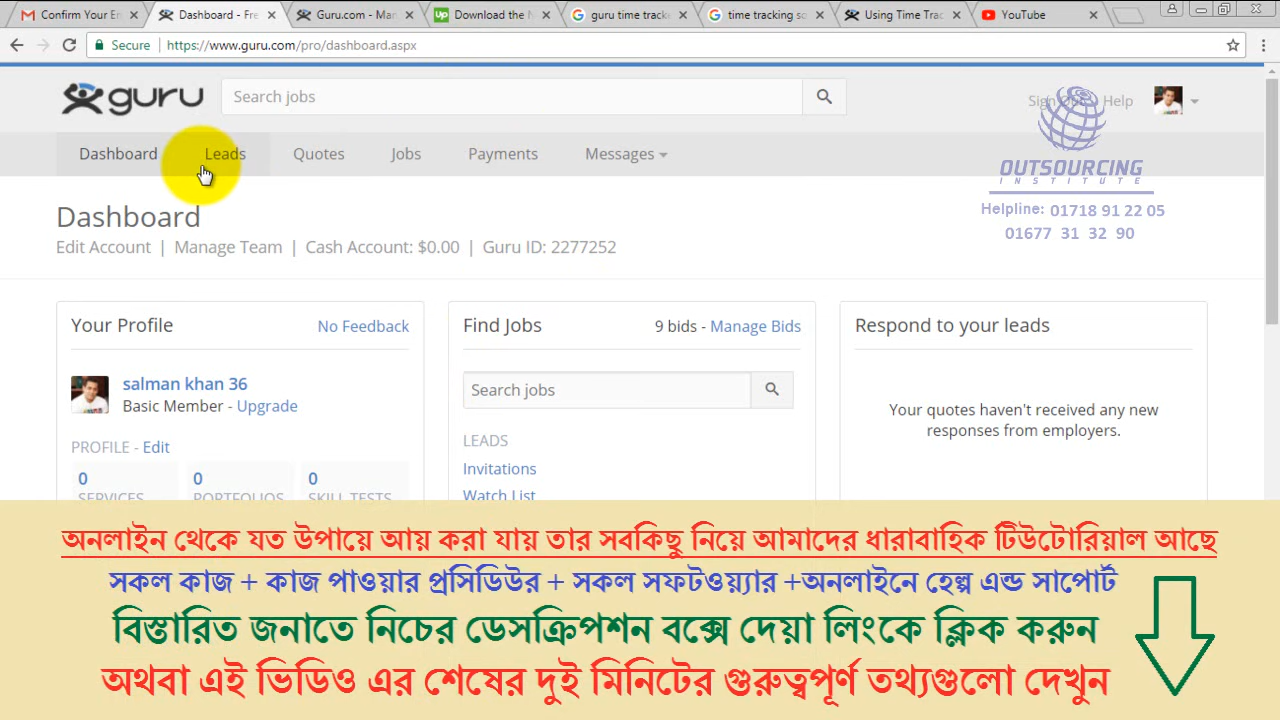 Confirm Your En
Dashboard - Fre
Guru.com - Man
Download the N
guru time tracke
time tracking so
Using Time Trac
YouTube
Secure
https://www.guru.com/pro/dashboard.aspx
guru
Search jobs
Help
Dashboard
Leads
Quotes
Jobs
Payments
Messages
OUTSOURCING
INSTITUTE
Helpline: 01718 91 22 05
01677 31 32 90
Dashboard
Edit Account | Manage Team | Cash Account: $0.00 | Guru ID: 2277252
Your Profile
No Feedback
salman khan 36
Basic Member - Upgrade
PROFILE - Edit
0
0
0
SERVICES
PORTFOLIOS
SKILL TESTS
Find Jobs
9 bids - Manage Bids
Search jobs
LEADS
Invitations
Watch List
Respond to your leads
Your quotes haven't received any new
responses from employers.
অনলাইন থেকে যত উপায়ে আয় করা যায় তার সবকিছু নিয়ে আমাদের ধারাবাহিক টিউটোরিয়াল আছে
সকল কাজ + কাজ পাওয়ার প্রসিডিউর + সকল সফটওয়্যার +অনলাইনে হেল্প এন্ড সাপোর্ট
বিস্তারিত জনাতে নিচের ডেসক্রিপশন বক্সে দেয়া লিংকে ক্লিক করুন
অথবা এই ভিডিও এর শেষের দুই মিনিটের গুরুত্বপূর্ণ তথ্যগুলো দেখুন